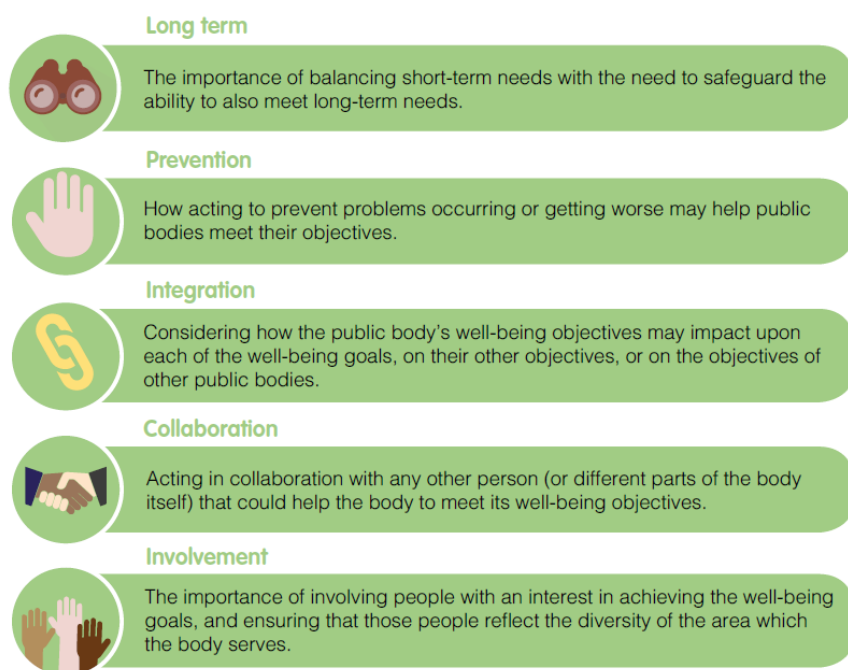 Long term
The importance of balancing short-term needs with the need to safeguard the
ability to also meet long-term needs.
Prevention
How acting to prevent problems occurring or getting worse may help public
bodies meet their objectives.
Integration
Considering how the public body's well-being objectives may impact upon
each of the well-being goals, on their other objectives, or on the objectives of
other public bodies.
Collaboration
Acting in collaboration with any other person (or different parts of the body
itself) that could help the body to meet its well-being objectives.
Involvement
The importance of involving people with an interest in achieving the well-being
goals, and ensuring that those people reflect the diversity of the area which
the body serves.